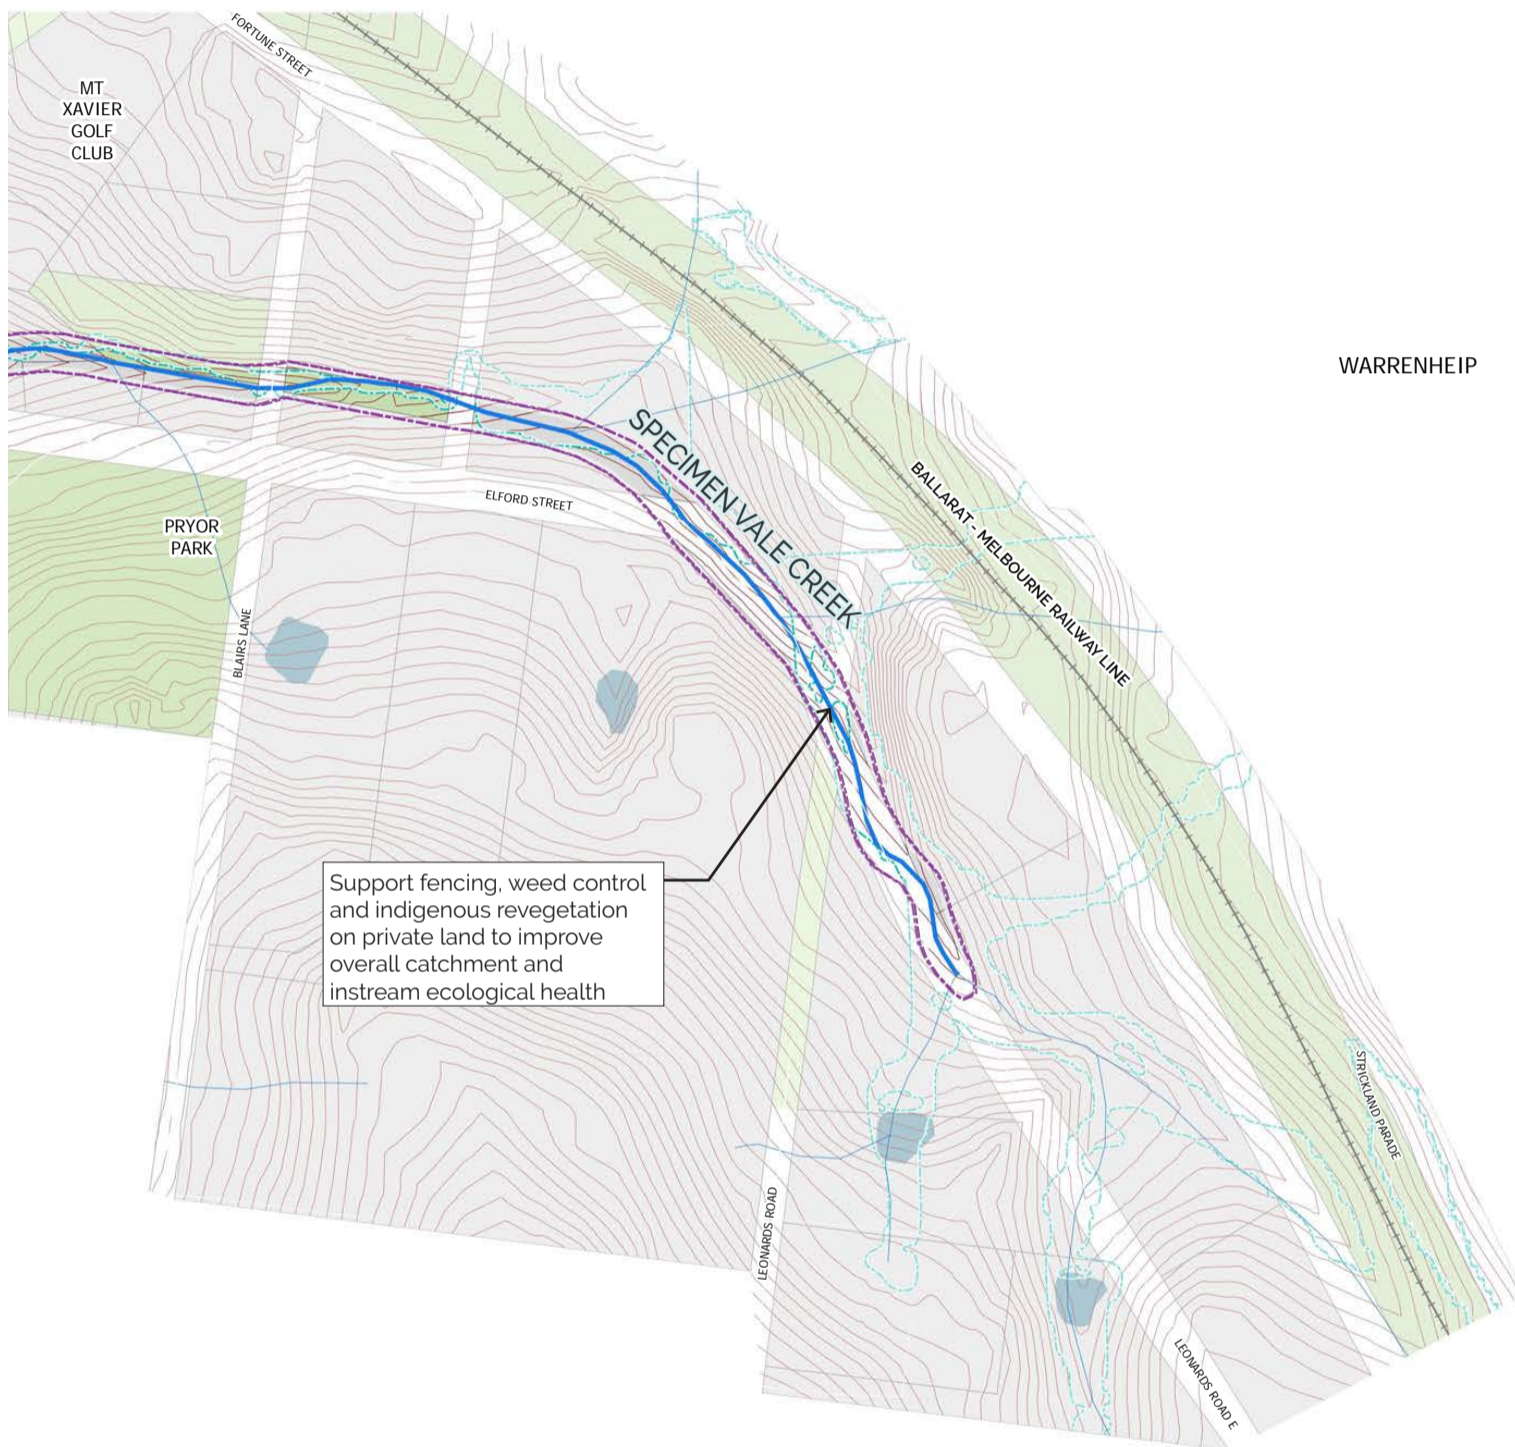 FORTUNE STREET
MT
XAVIER
GOLF
CLUB
WARRENHEIP
SPECIMEN VALE CREEK
BALLARAT - MELBOURNE RAILWAY LINE
ELFORD STREET
PRYOR
PARK
BLAIRS LANE
Support fencing, weed control
and indigenous revegetation
on private land to improve
overall catchment and
instream ecological health
STRICKLAND PARADE
LEONARDS ROAD
LEONARDS ROAD E